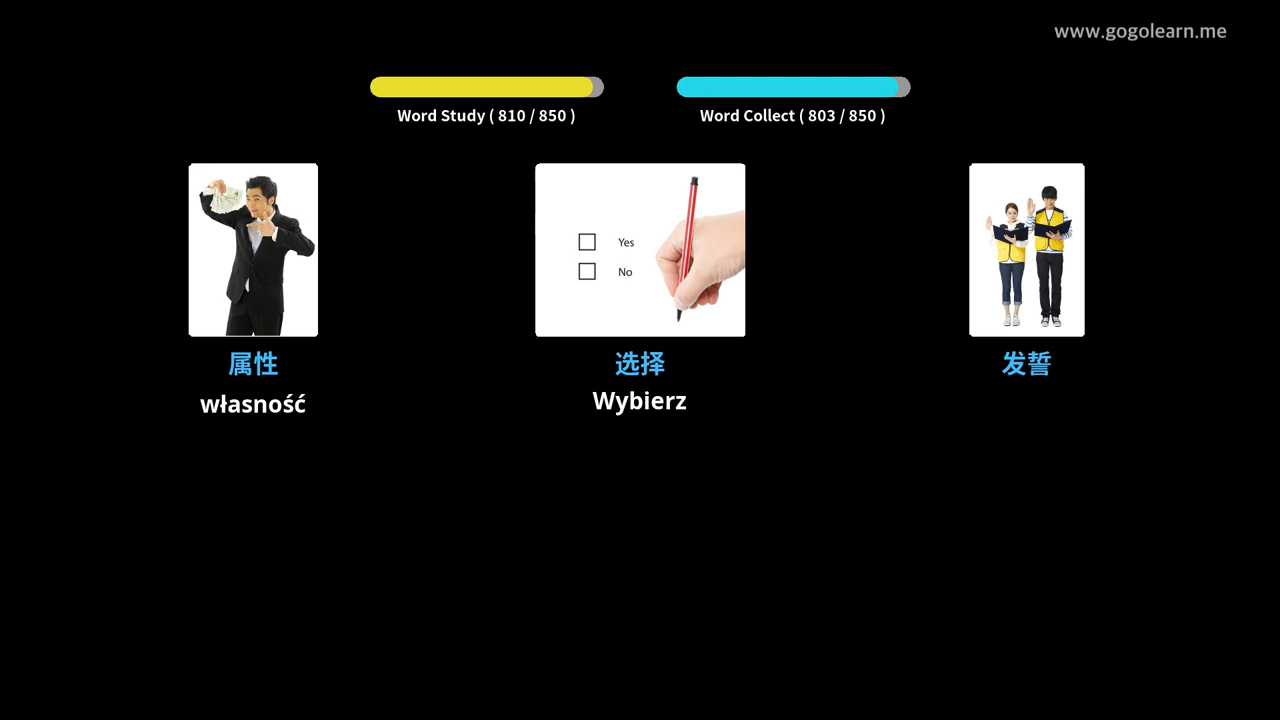 www.gogolearn.me
Word Study ( 810 / 850 )
Word Collect ( 803 / 850 )
Yes
No
属性
选择
发誓
własność
Wybierz